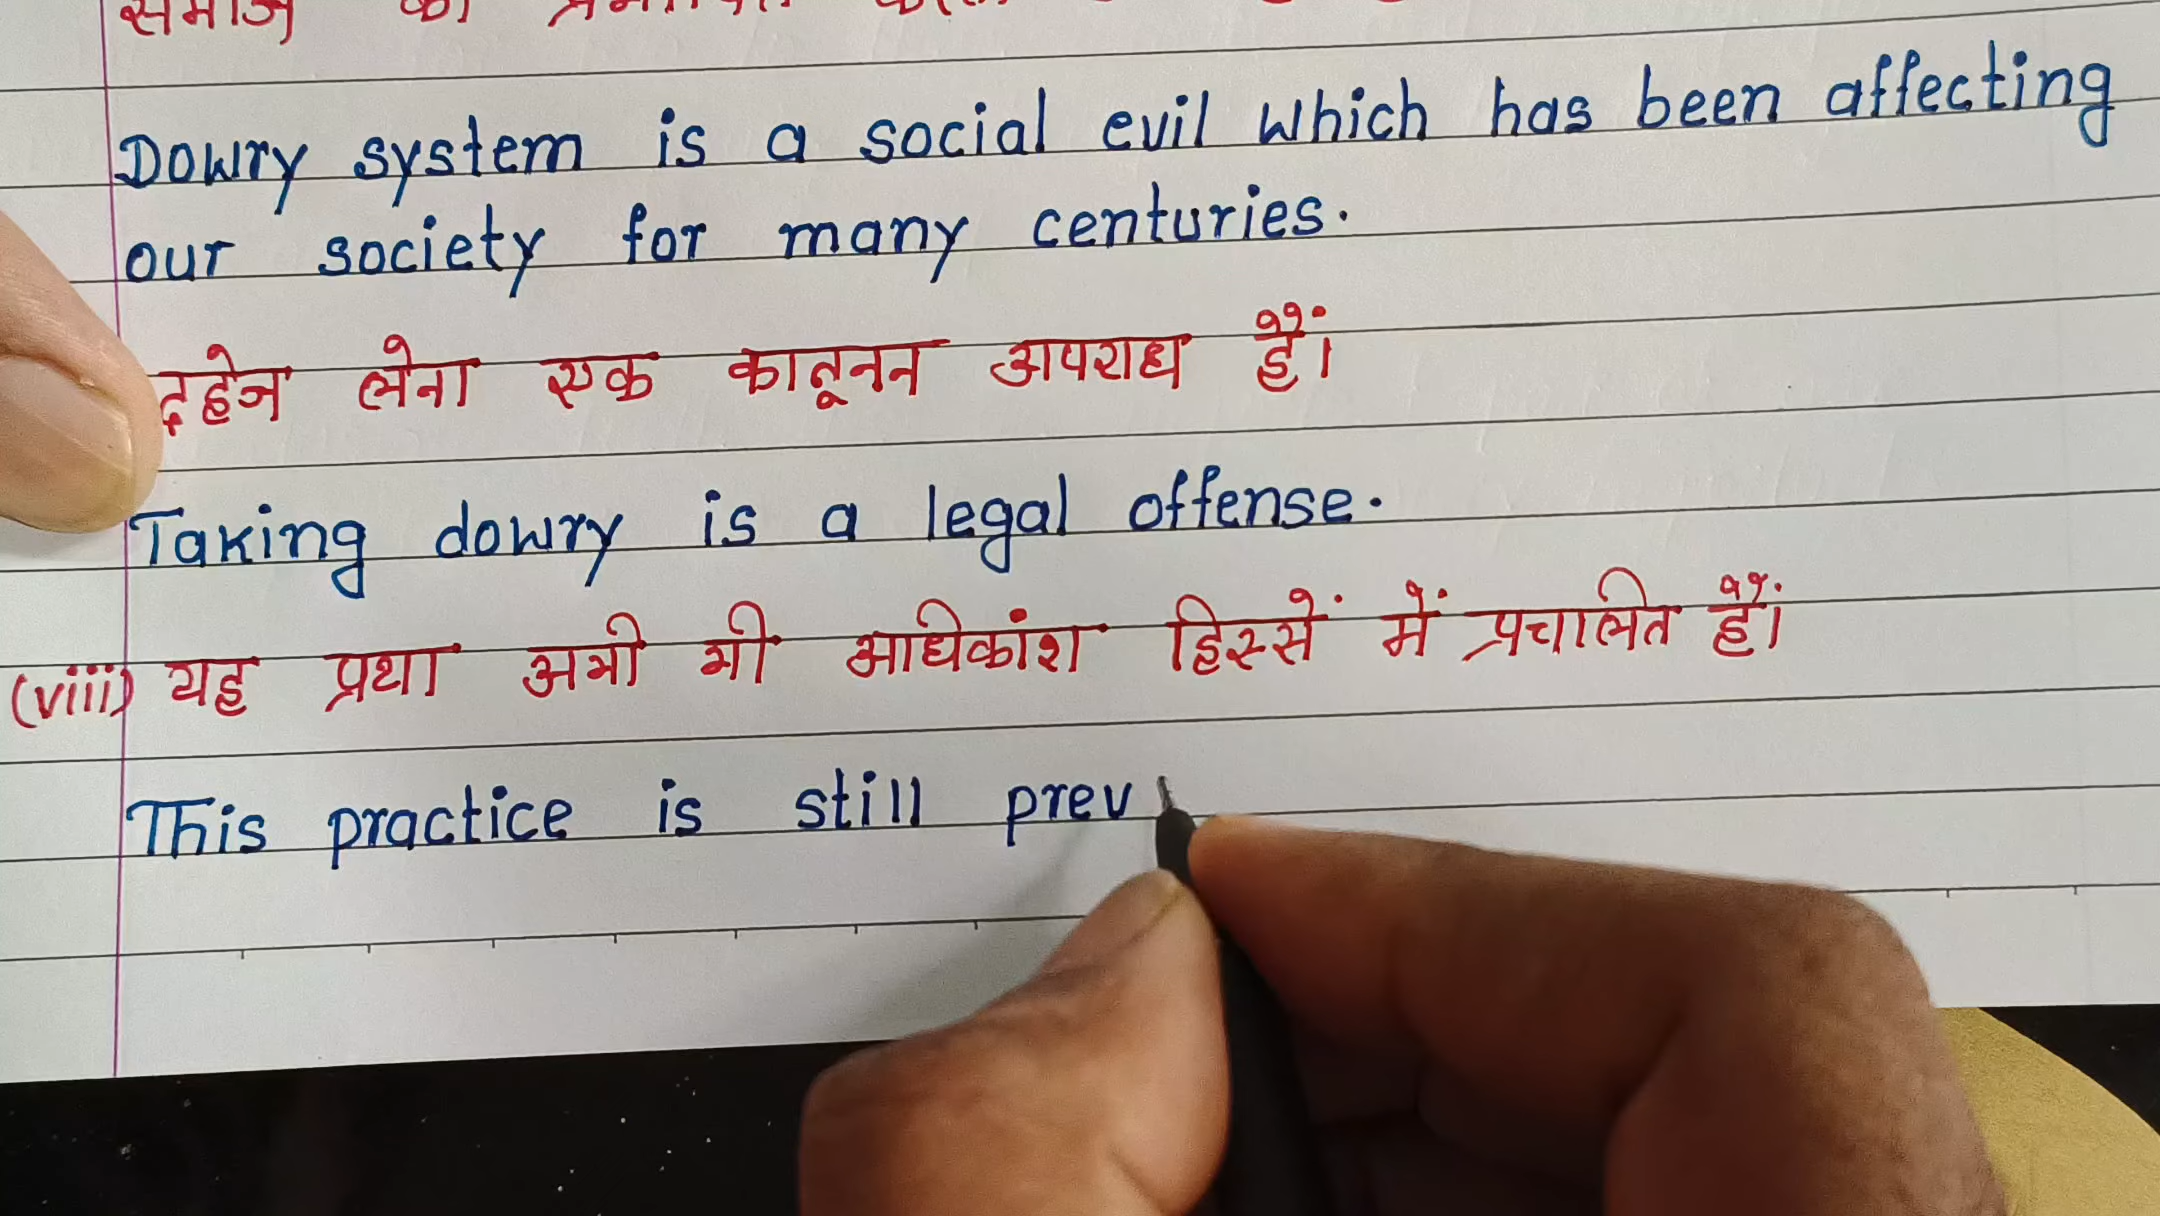 समाज को
Dowry system is a social evil which has been affecting
our society for many centuries.
दहेज लेना एक कानूनन अपराध हैं।
Taking dowry is a legal offense.
(viii) यह प्रथा अभी भी अधिकांश हिस्सें में प्रचलित हैं।
This practice is still prev